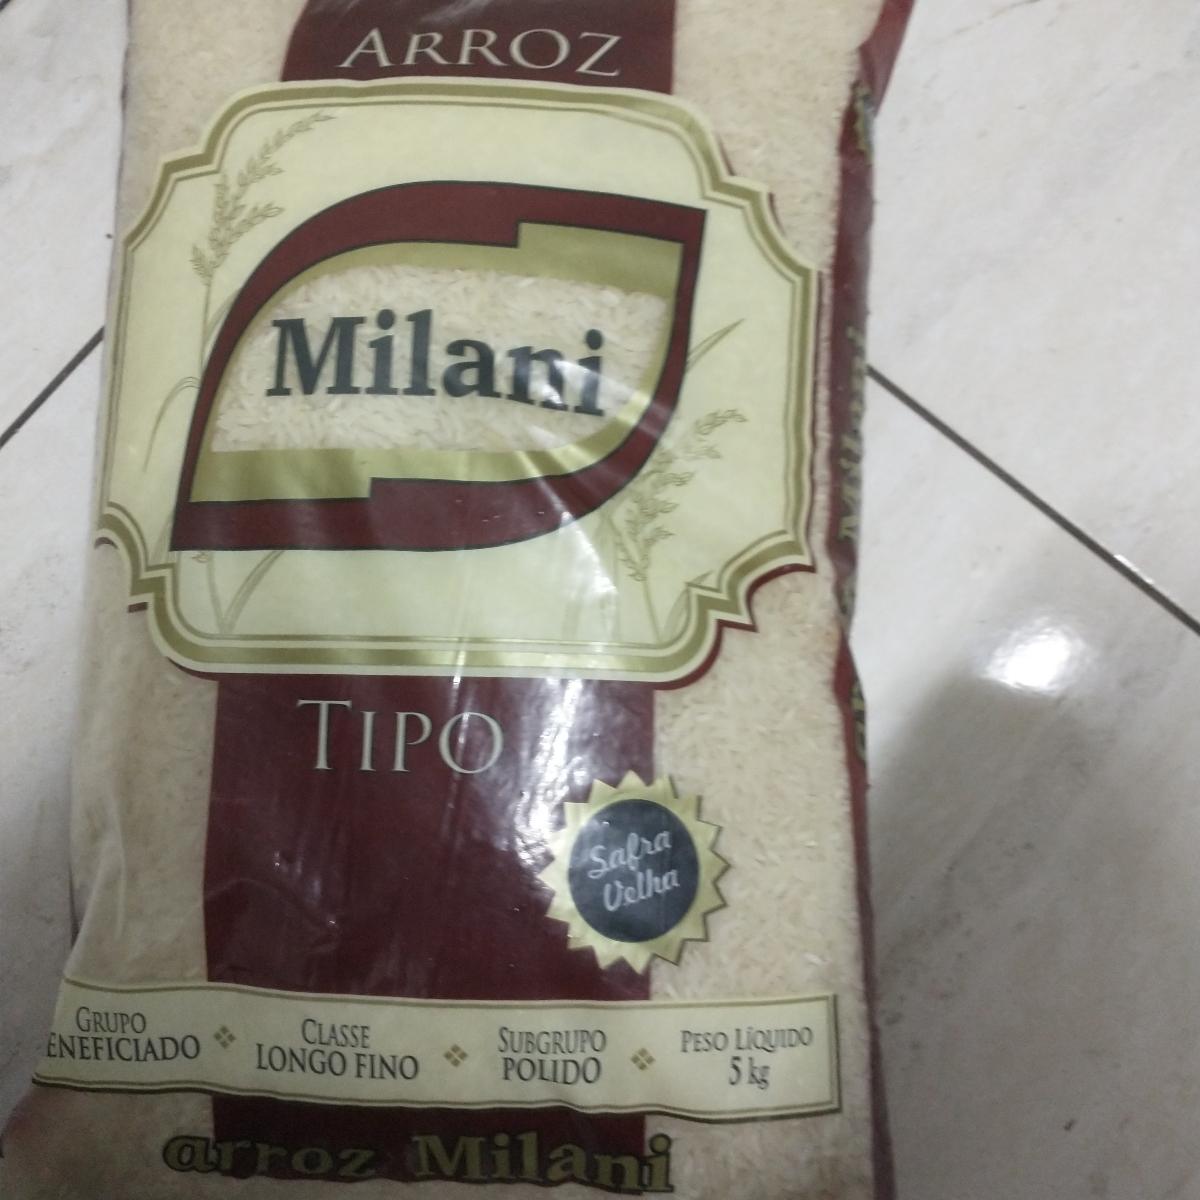 ARROZ
Milani
TIPO
Safra
Velha
GRUPO
ENEFICIADO
CLASSE
LONGO FINO
SUBGRUPO
POLIDO
PESO LÍQUIDO
5 kg
arroz Milani